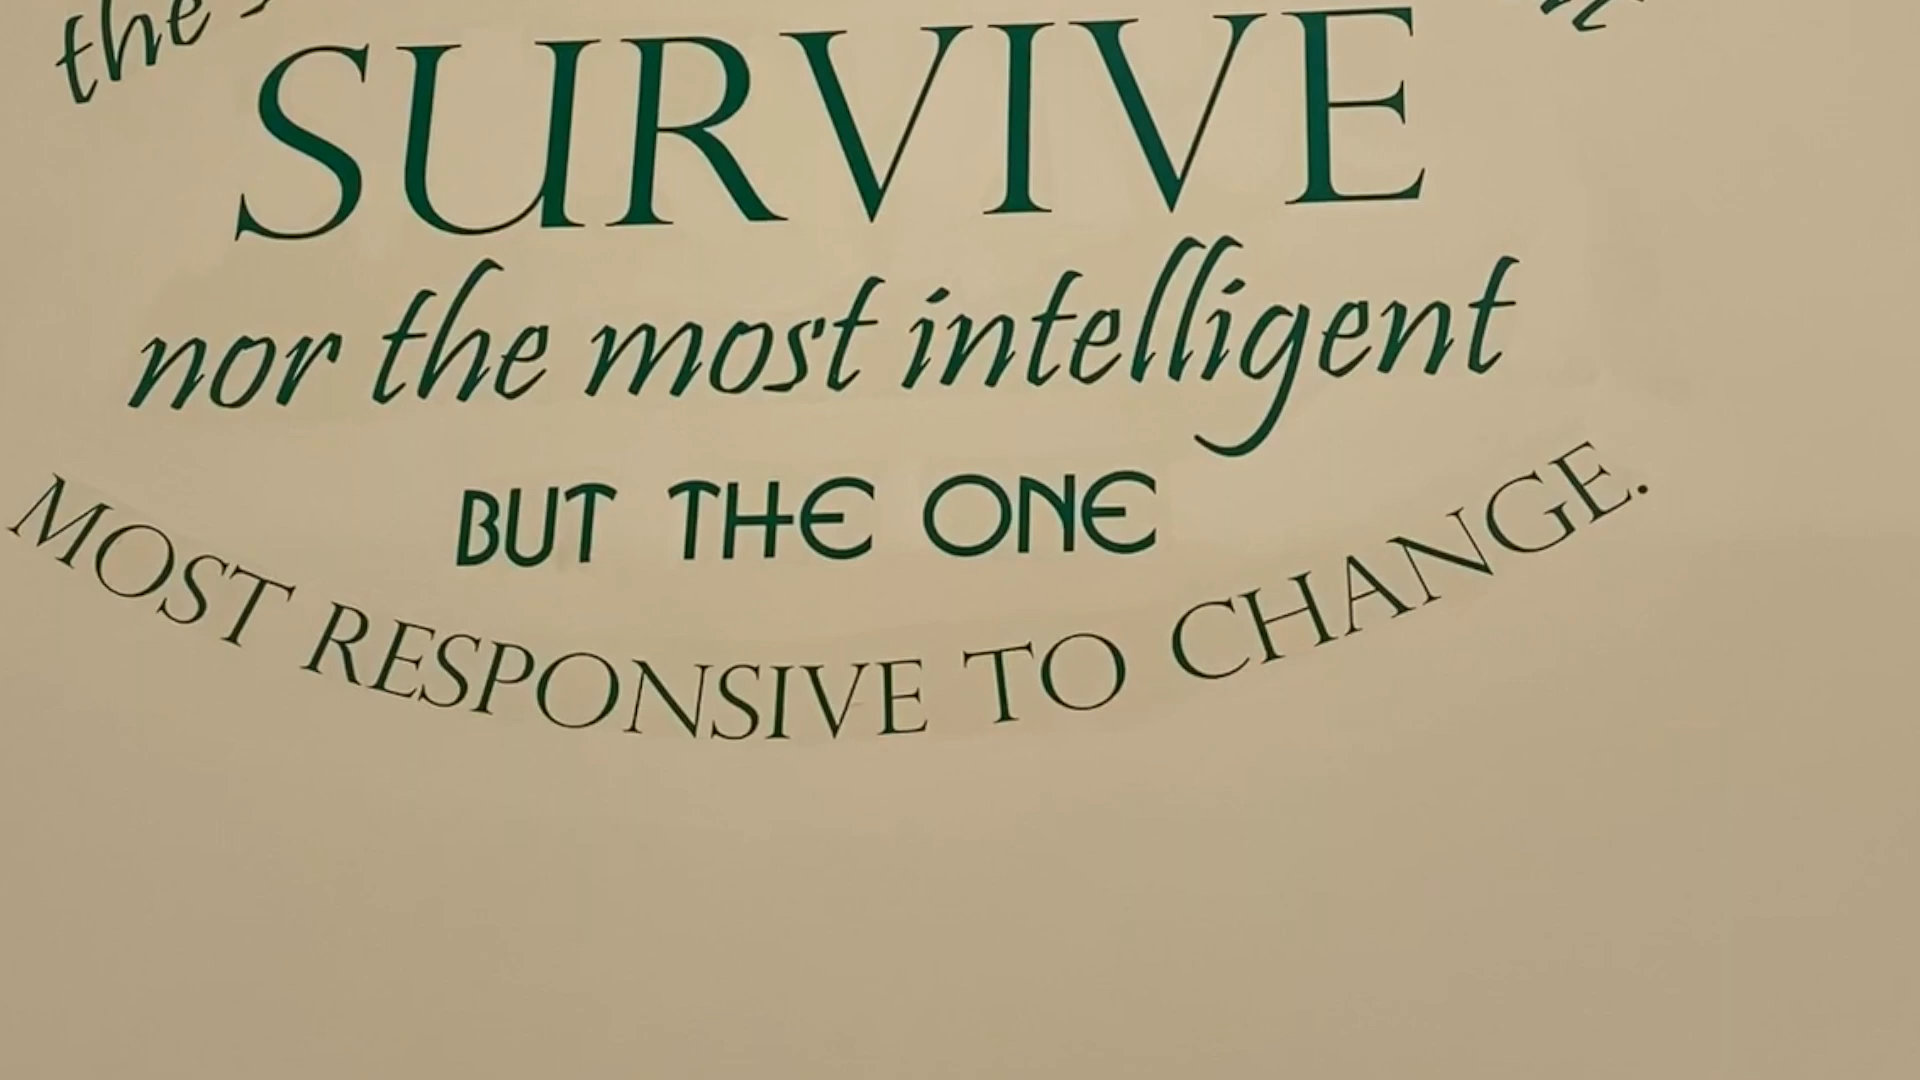 the
SURVIVE
nor the most intelligent
BUT THE ONE
MOST RESPONSIVE TO CHANGE.